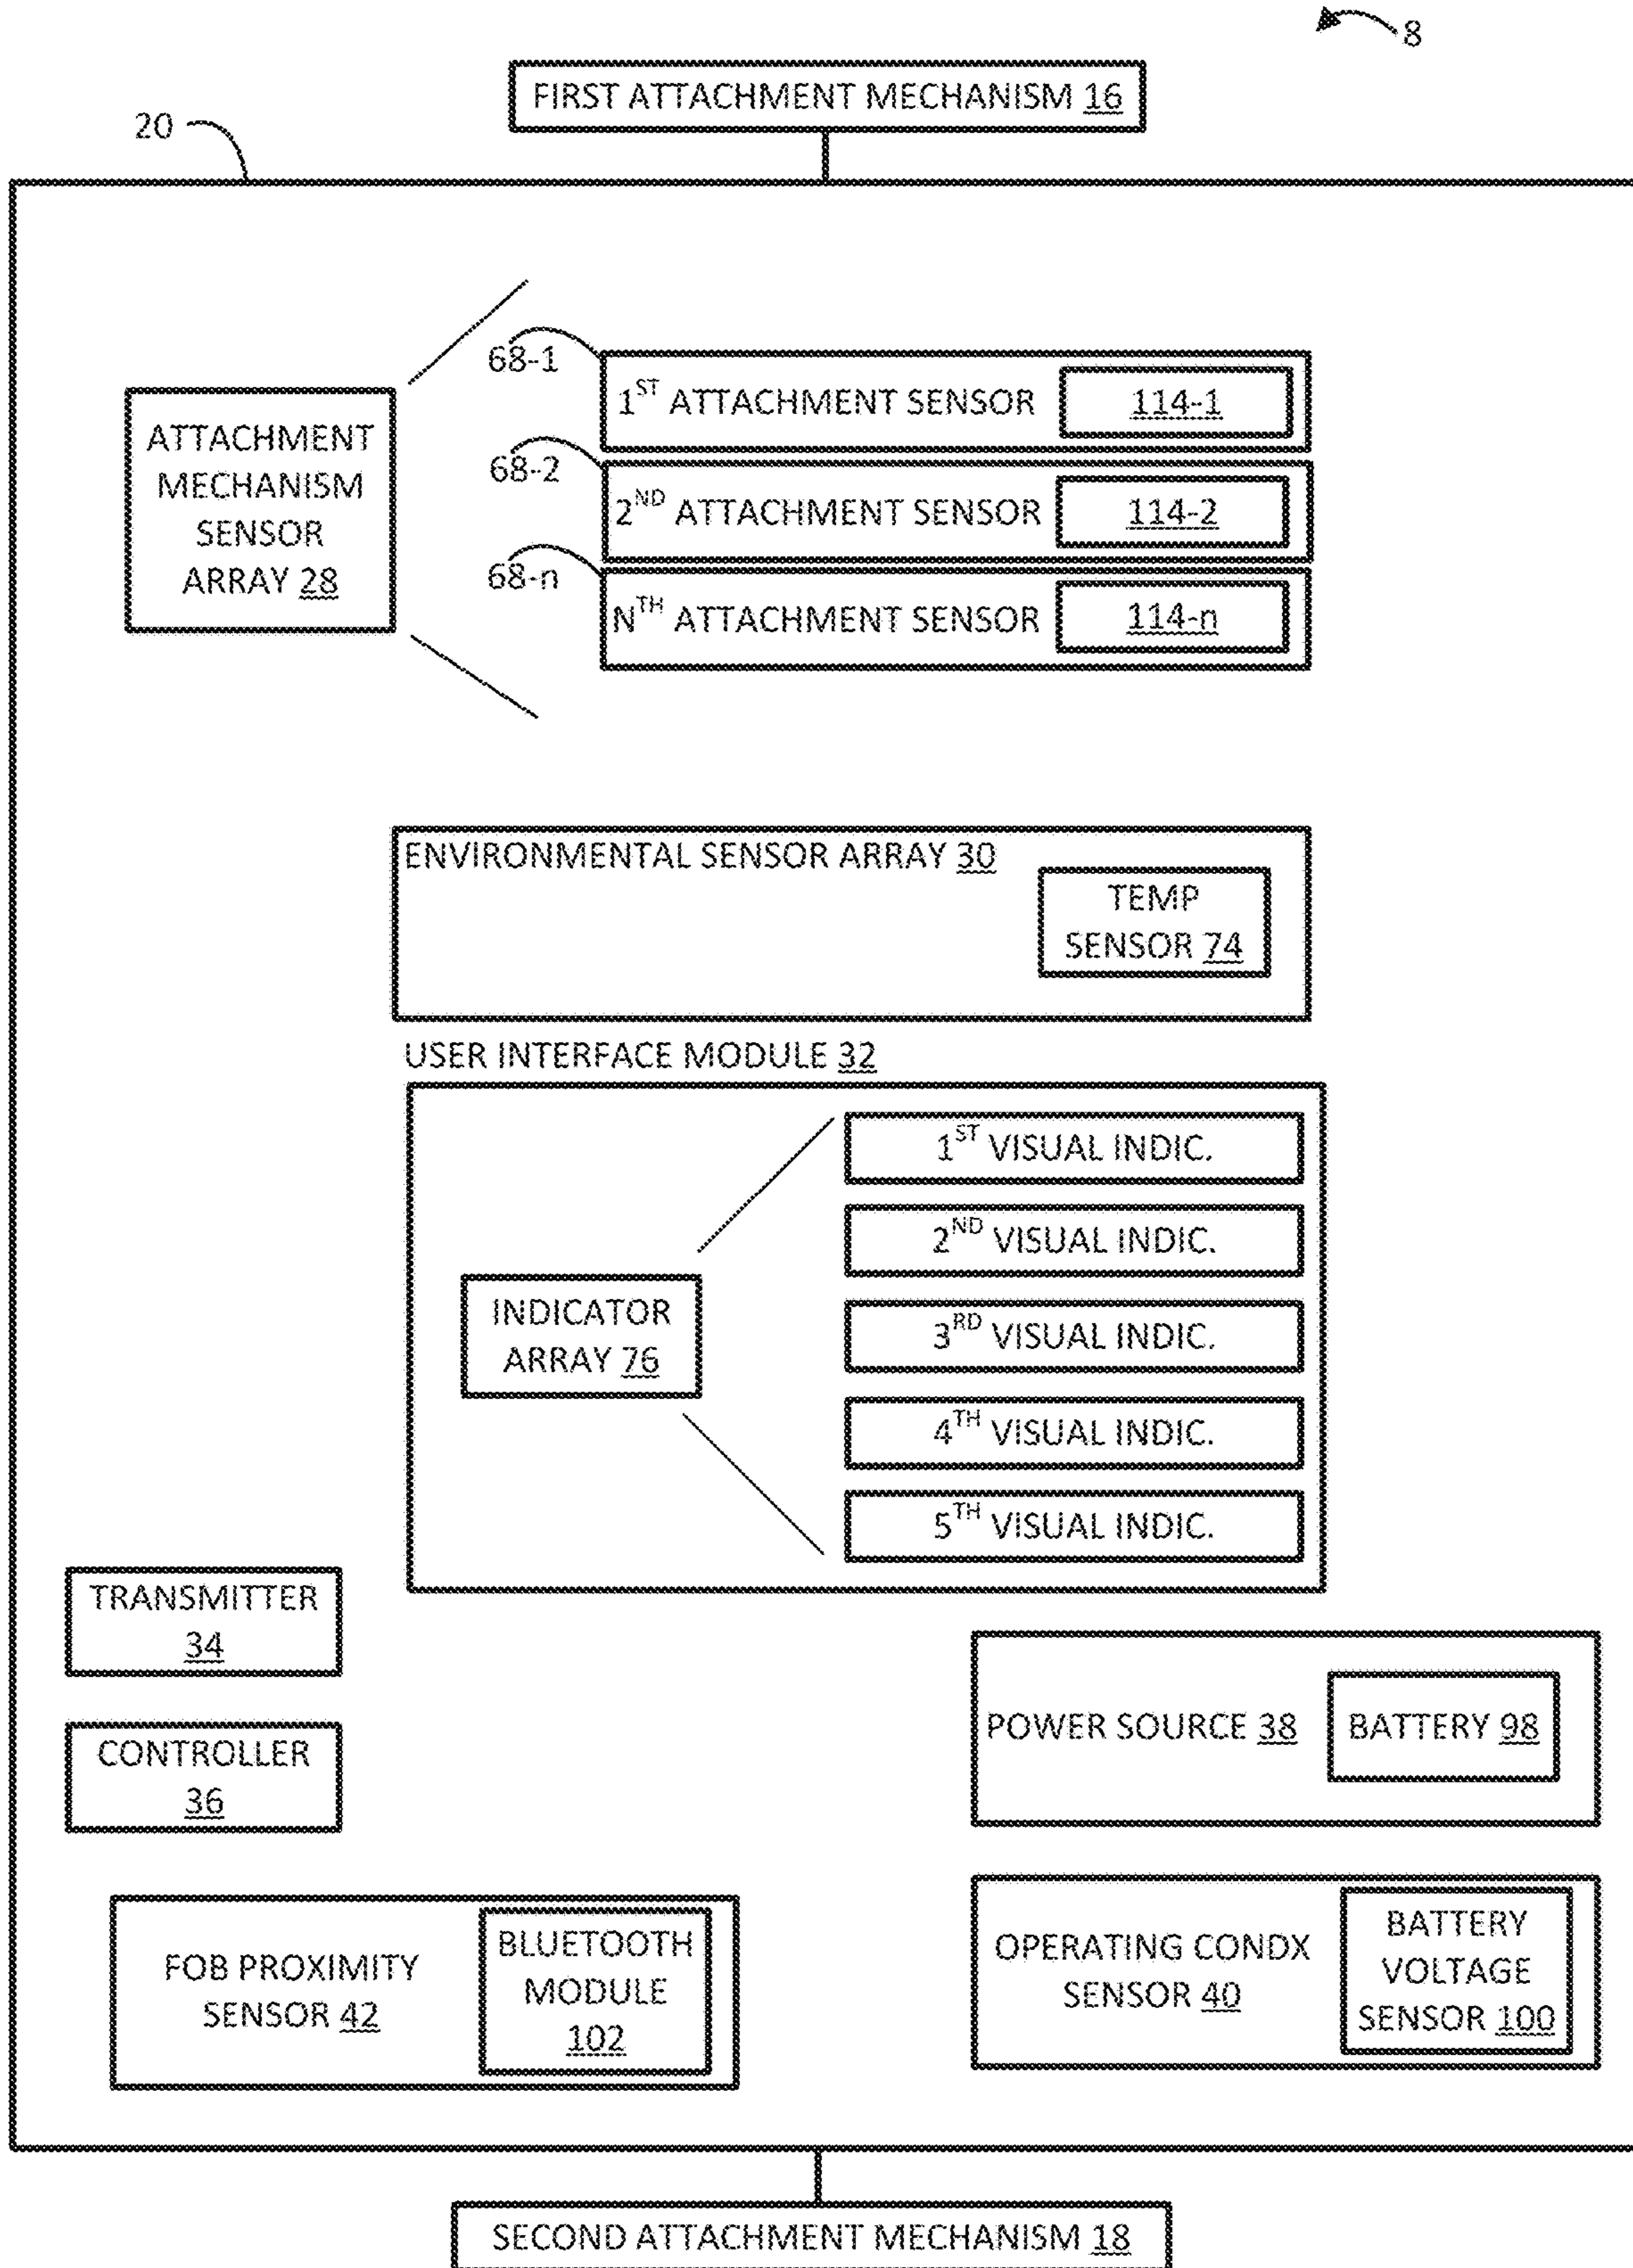 8
FIRST ATTACHMENT MECHANISM 16
20
68-1
1ST ATTACHMENT SENSOR 114-1
ATTACHMENT
MECHANISM
SENSOR
ARRAY 28
68-2
2ND ATTACHMENT SENSOR 114-2
68-n
NTH ATTACHMENT SENSOR 114-n
ENVIRONMENTAL SENSOR ARRAY 30
TEMP
SENSOR 74
USER INTERFACE MODULE 32
1ST VISUAL INDIC.
2ND VISUAL INDIC.
INDICATOR
ARRAY 76
3RD VISUAL INDIC.
4TH VISUAL INDIC.
5TH VISUAL INDIC.
TRANSMITTER
34
CONTROLLER
36
POWER SOURCE 38
BATTERY 98
FOB PROXIMITY
SENSOR 42
BLUETOOTH
MODULE
102
OPERATING CONDX
SENSOR 40
BATTERY
VOLTAGE
SENSOR 100
SECOND ATTACHMENT MECHANISM 18